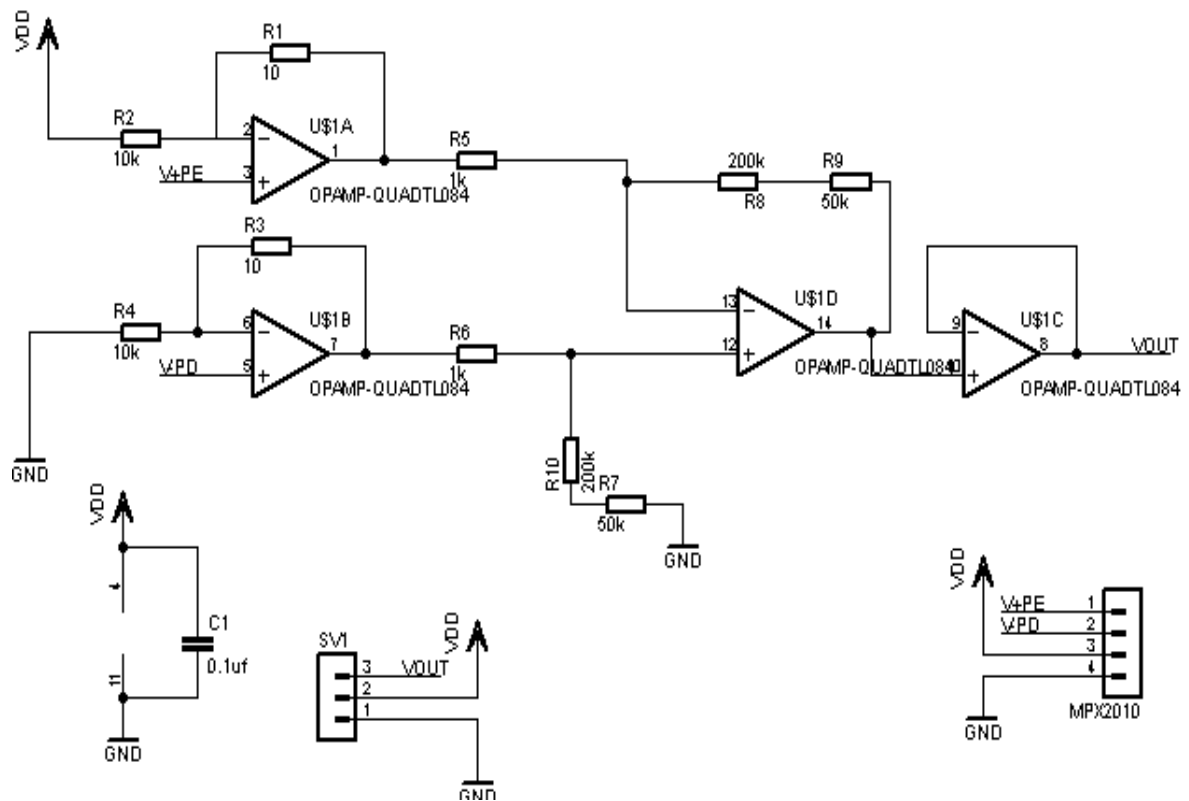 VDD
R1
10
R2
10k
2
3
V+PE
U$1A
1
OPAMP-QUADTL084
R5
1k
200k
R8
R9
50k
R3
10
R4
10k
6
5
V-PD
U$1B
7
OPAMP-QUADTL084
R6
1k
13
12
U$1D
14
OPAMP-QUADTL084
9
10
U$1C
8
VOUT
OPAMP-QUADTL084
GND
R10
200k
R7
50k
GND
VDD
4
11
C1
0.1uf
GND
SV1
3
2
1
VOUT
VDD
GND
VDD
V+PE
V-PD
1
2
3
4
GND
MPX2010